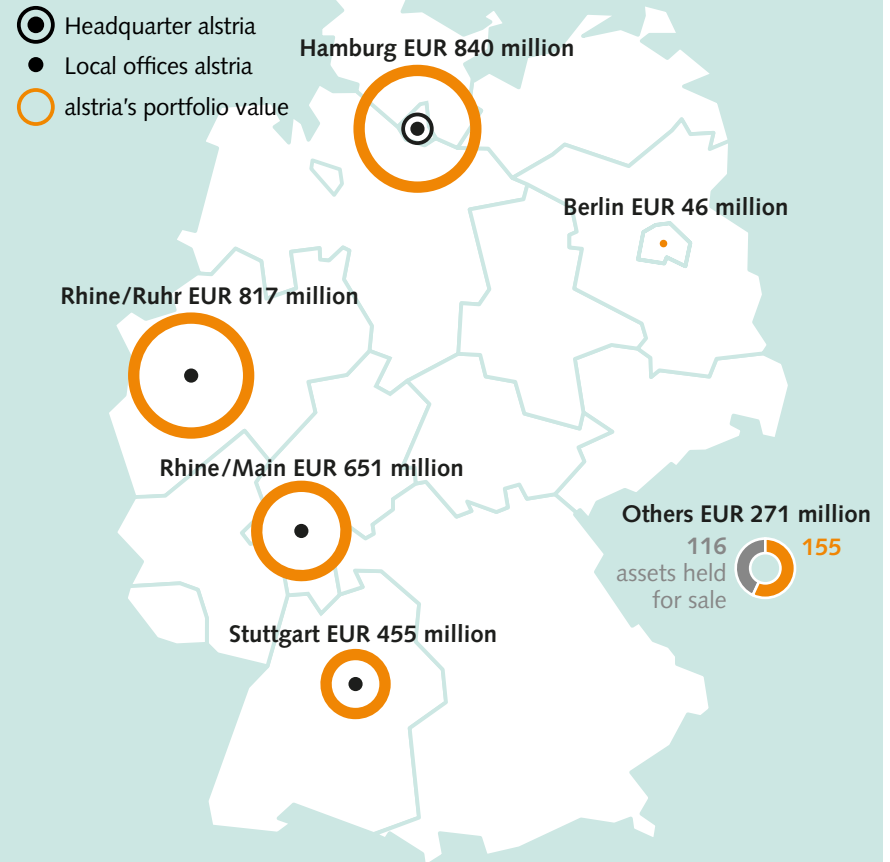 Headquarter alstria
Local offices alstria
alstria's portfolio value
Hamburg EUR 840 million
Berlin EUR 46 million
Rhine/Ruhr EUR 817 million
Rhine/Main EUR 651 million
Others EUR 271 million
116
assets held
for sale
155
Stuttgart EUR 455 million